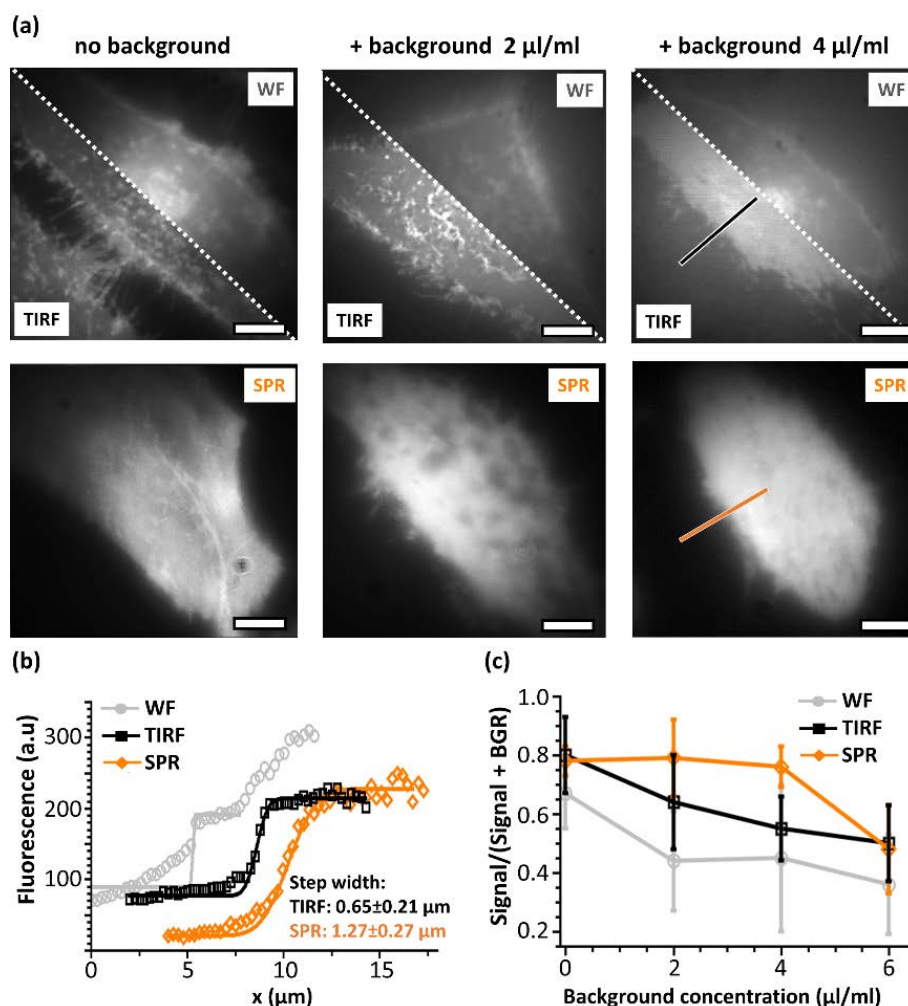 (a)
no background
+ background 2 µl/ml
+ background 4 µl/ml
WF
WF
WF
TIRF
TIRF
TIRF
SPR
SPR
SPR
(b)
WF
TIRF
SPR
Fluorescence (a.u)
300
200
100
0
5
10
15
x (µm)
Step width:
TIRF: 0.65±0.21 µm
SPR: 1.27±0.27 µm
(c)
WF
TIRF
SPR
Signal/(Signal + BGR)
1.0
0.8
0.6
0.4
0.2
0
2
4
6
Background concentration (µl/ml)